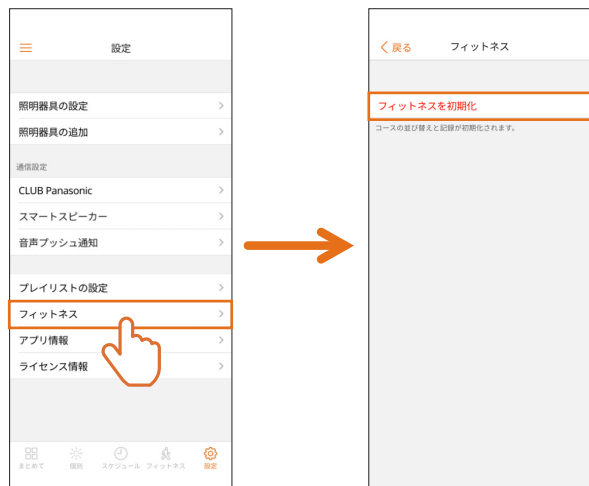 設定
照明器具の設定
照明器具の追加
通信設定
CLUB Panasonic
スマートスピーカー
音声プッシュ通知
プレイリストの設定
フィットネス
アプリ情報
ライセンス情報
まとめて 個別 スケジュール フィットネス 設定
戻る フィットネス
フィットネスを初期化
コースの並び替えと記録が初期化されます。